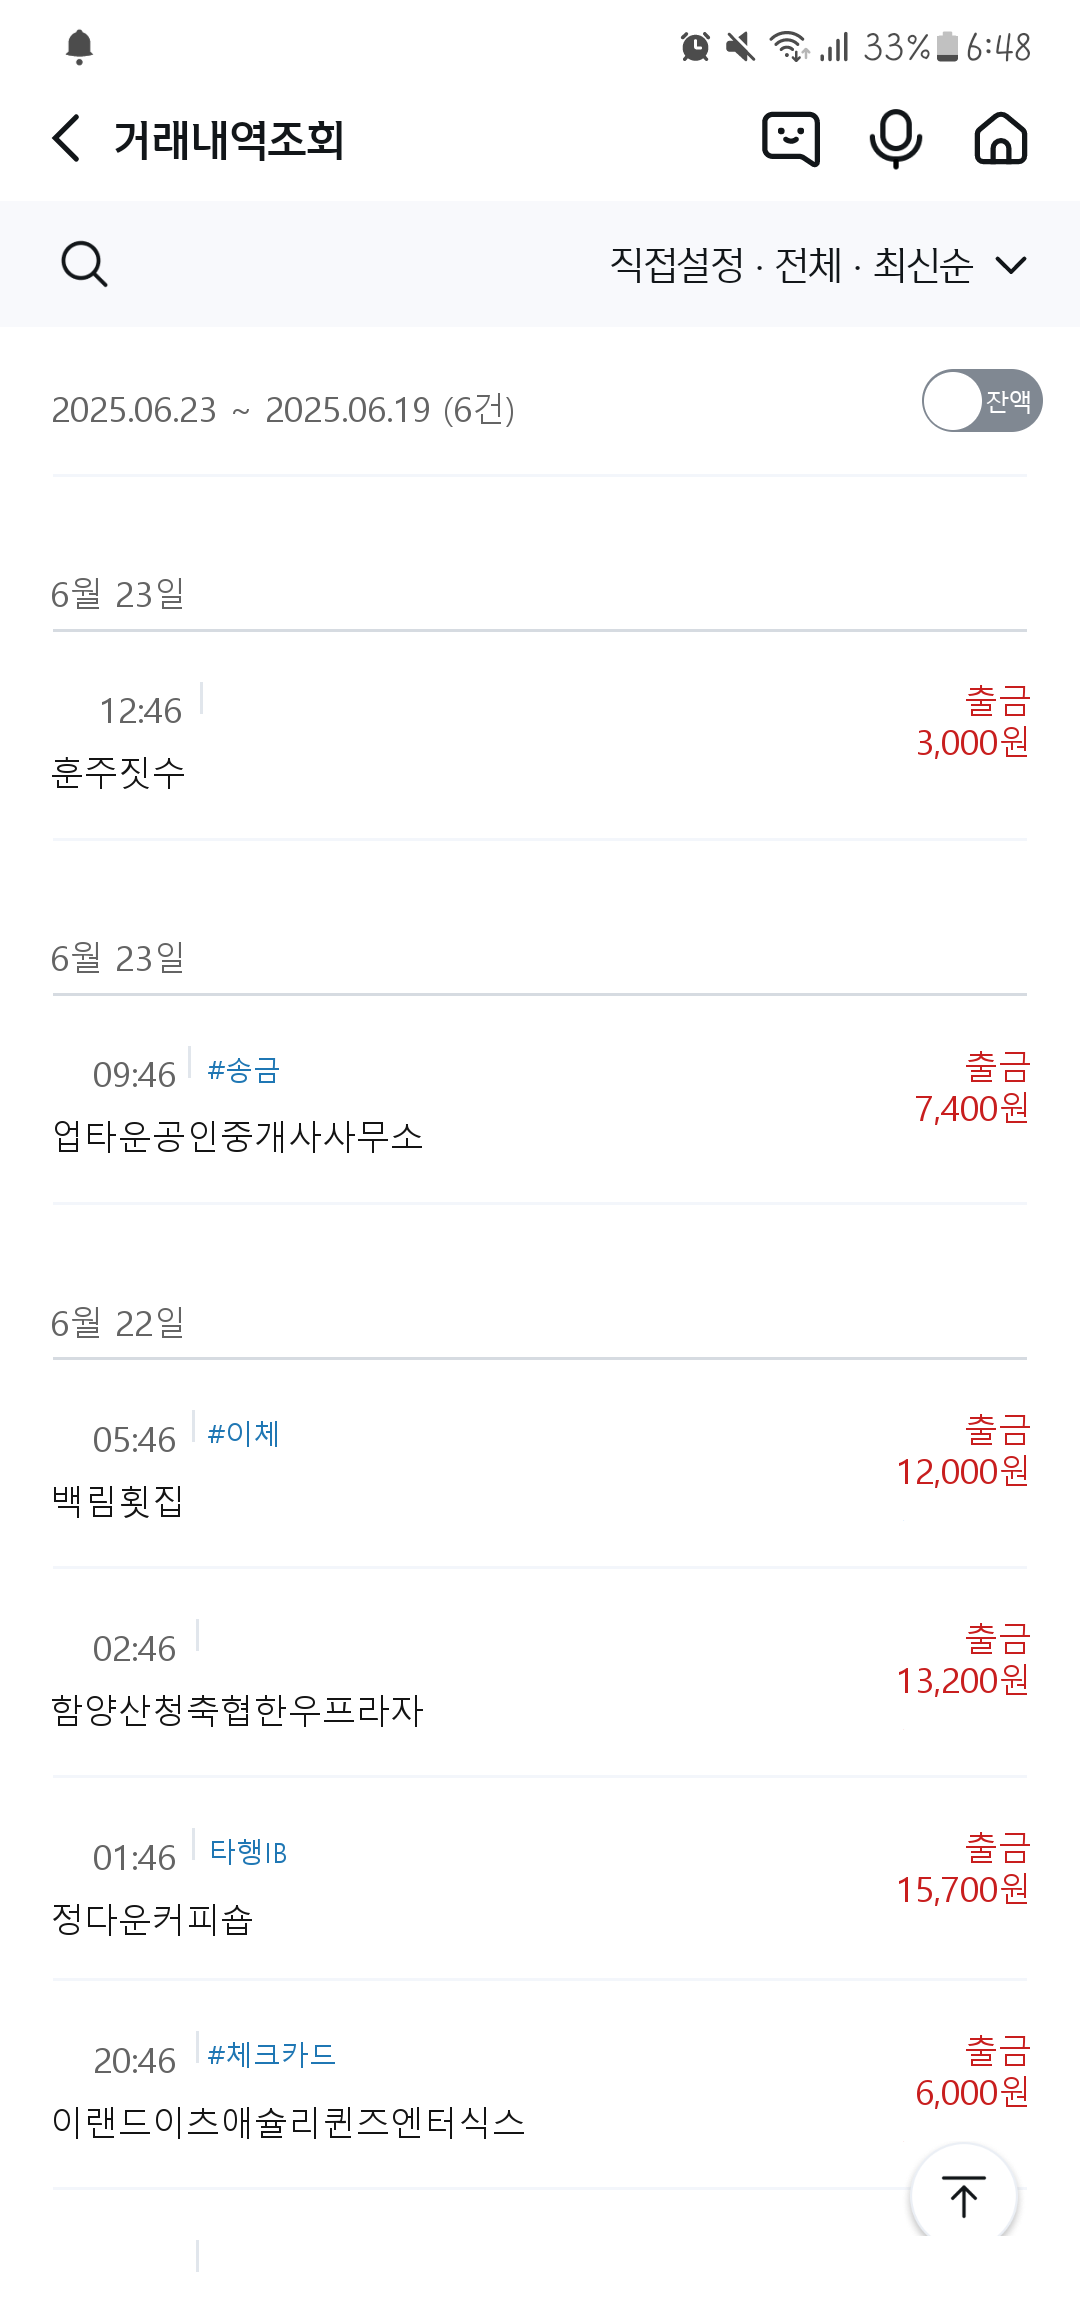 33% 6:48
거래내역조회
직접설정 · 전체 · 최신순
2025.06.23 ~ 2025.06.19 (6건)
잔액
6월 23일
12:46
출금
3,000원
훈주짓수
6월 23일
09:46 #송금
출금
7,400원
업타운공인중개사사무소
6월 22일
05:46 #이체
출금
12,000원
백림횟집
02:46
출금
13,200원
함양산청축협한우프라자
01:46 타행IB
출금
15,700원
정다운커피숍
20:46 #체크카드
출금
6,000원
이랜드이츠애슐리퀸즈엔터식스